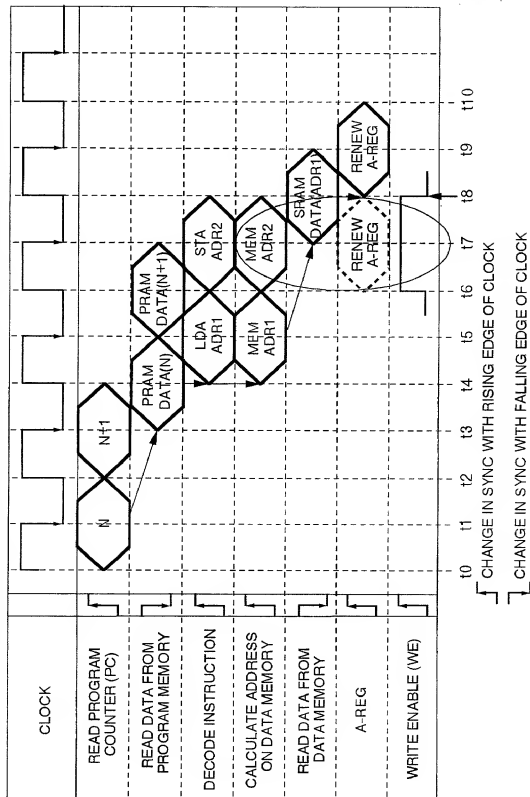 CLOCK
READ PROGRAM
COUNTER (PC)
N
N+1
READ DATA FROM
PROGRAM MEMORY
PRAM
DATA(N)
PRAM
DATA(N+1)
DECODE INSTRUCTION
LDA
ADR1
STA
ADR2
CALCULATE ADDRESS
ON DATA MEMORY
MEM
ADR1
MEM
ADR2
READ DATA FROM
DATA MEMORY
SRAM
DATA(ADR1)
A-REG
RENEW
A-REG
RENEW
A-REG
WRITE ENABLE (WE)
t0 t1 t2 t3 t4 t5 t6 t7 t8 t9 t10
CHANGE IN SYNC WITH RISING EDGE OF CLOCK
CHANGE IN SYNC WITH FALLING EDGE OF CLOCK